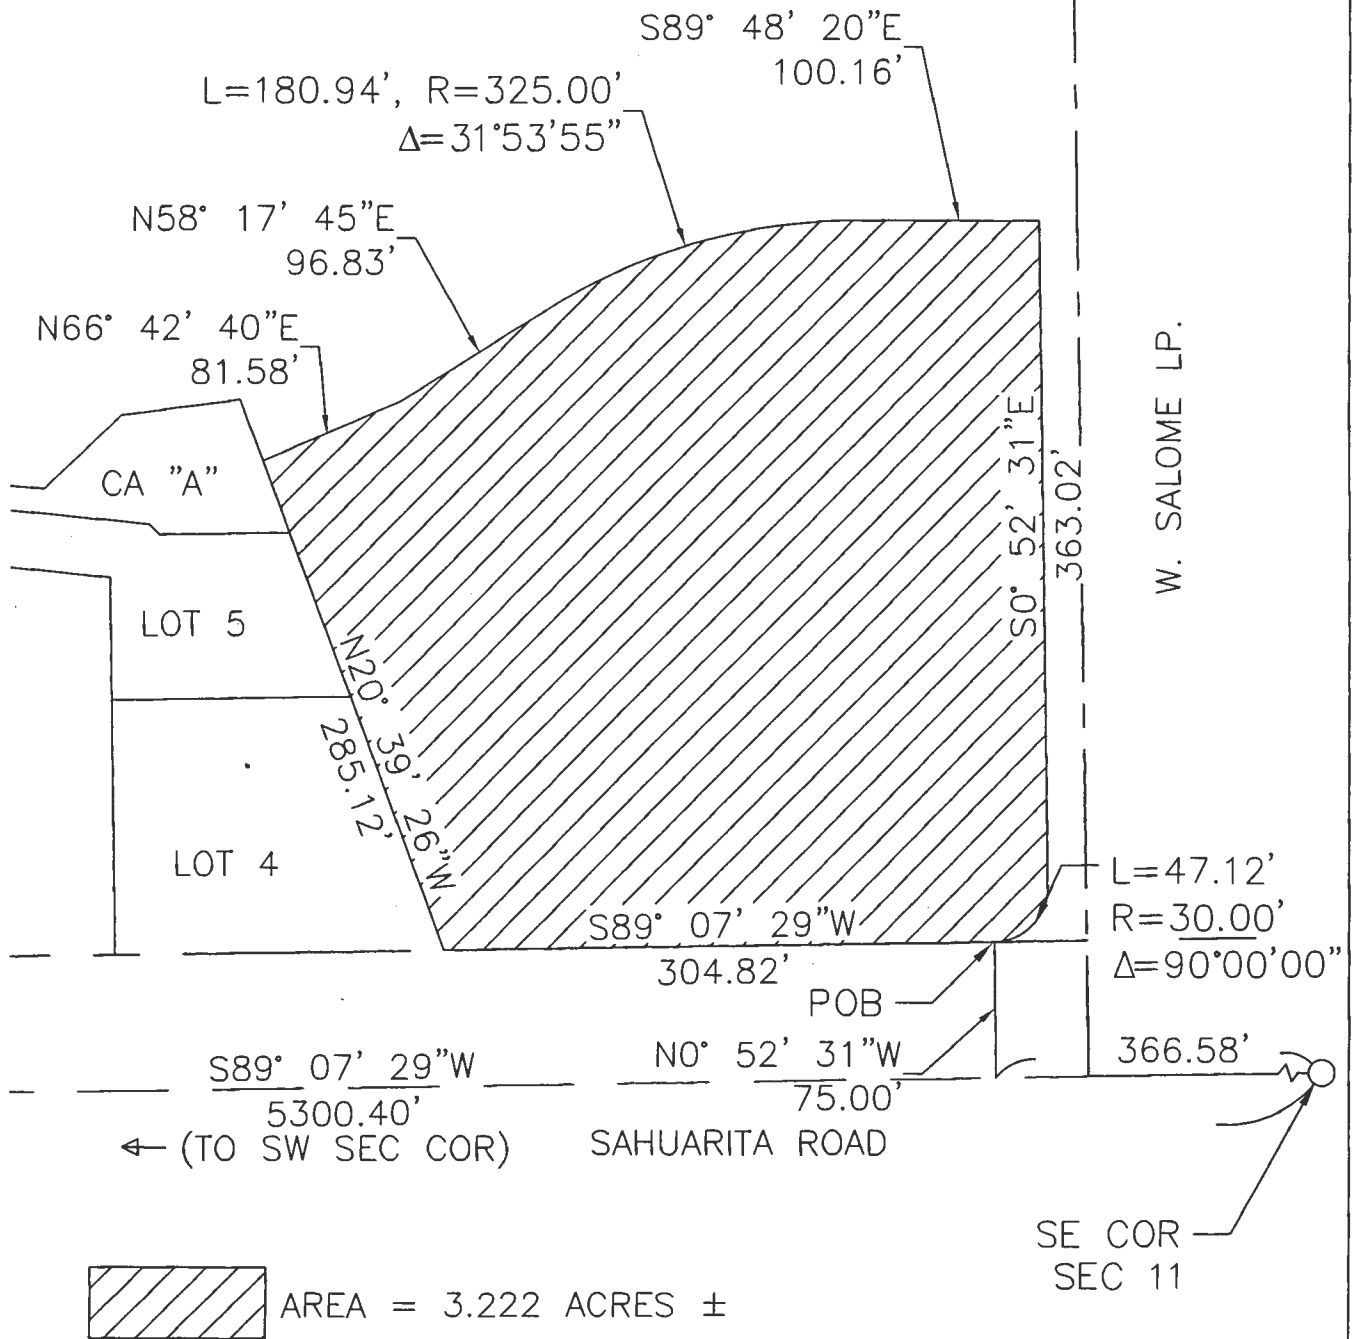 S89° 48' 20"E
100.16'
L=180.94', R=325.00'
Δ=31°53'55"
N58° 17' 45"E
96.83'
N66° 42' 40"E
81.58'
CA "A"
LOT 5
LOT 4
N20° 39' 26"W
285.12'
S0° 52' 31"E
363.02'
W. SALOME LP.
S89° 07' 29"W
304.82'
L=47.12'
R=30.00'
Δ=90°00'00"
POB
N0° 52' 31"W
75.00'
366.58'
S89° 07' 29"W
5300.40'
(TO SW SEC COR)
SAHUARITA ROAD
SE COR
SEC 11
AREA = 3.222 ACRES ±